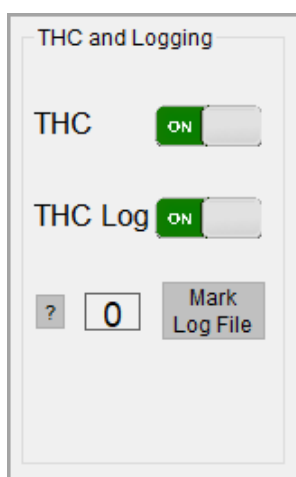 THC and Logging
THC ON
THC Log ON
? 0 Mark
Log File